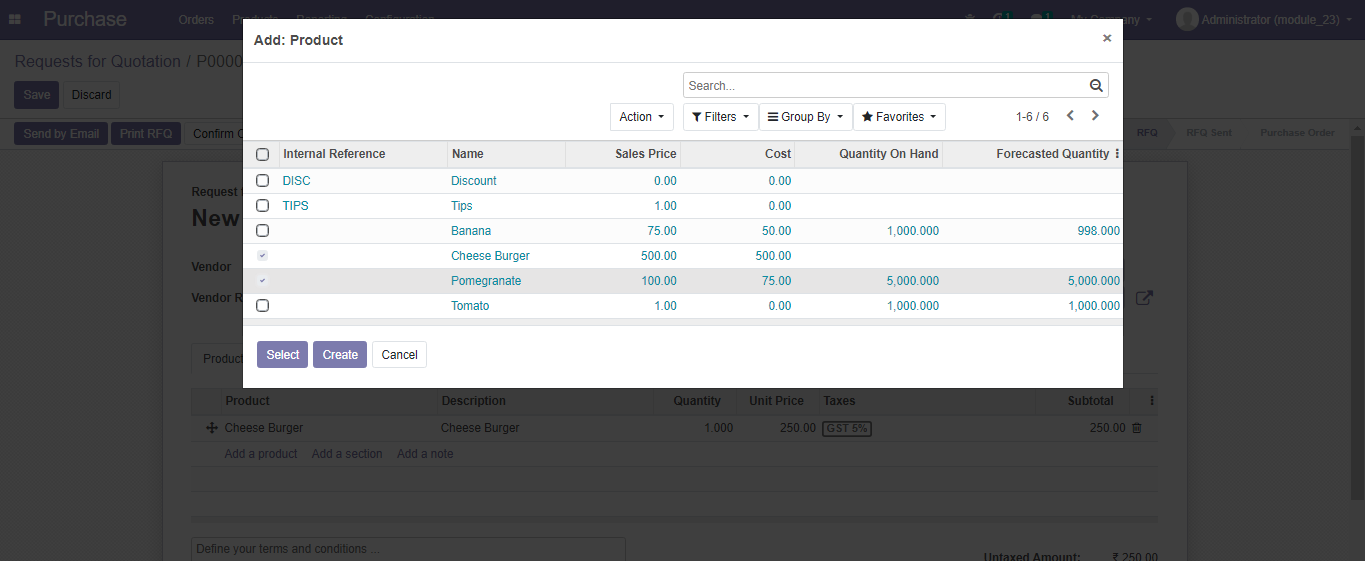 Purchase Orders Products Reporting Configuration 1 1 My Company Administrator (module_23)
Requests for Quotation / P0000
Save Discard
Send by Email Print RFQ Confirm O RFQ RFQ Sent Purchase Order
Add: Product ×
Search...
Action Filters Group By Favorites 1-6 / 6
Internal Reference Name Sales Price Cost Quantity On Hand Forecasted Quantity
DISC Discount 0.00 0.00
TIPS Tips 1.00 0.00
Banana 75.00 50.00 1,000.000 998.000
Cheese Burger 500.00 500.00
Pomegranate 100.00 75.00 5,000.000 5,000.000
Tomato 1.00 0.00 1,000.000 1,000.000
Select Create Cancel
Request
New
Vendor
Vendor R
Product
Product Description Quantity Unit Price Taxes Subtotal
Cheese Burger Cheese Burger 1.000 250.00 GST 5% 250.00
Add a product Add a section Add a note
Define your terms and conditions ...
Untaxed Amount: ₹ 250.00